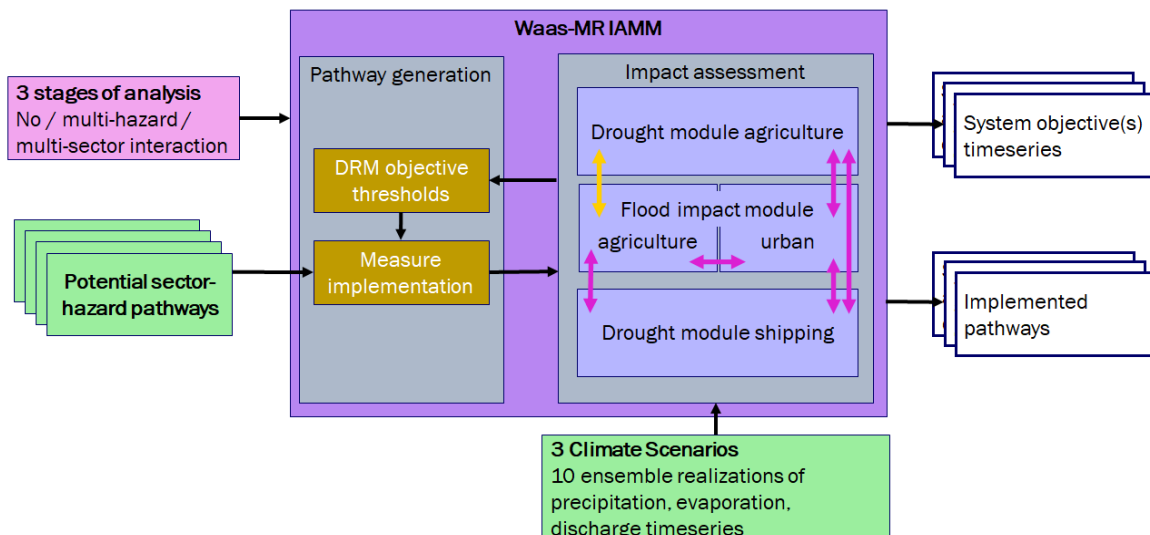 Waas-MR IAMM
3 stages of analysis
No / multi-hazard /
multi-sector interaction
Potential sector-
hazard pathways
Pathway generation
DRM objective
thresholds
Measure
implementation
Impact assessment
Drought module agriculture
Flood impact module
agriculture urban
Drought module shipping
System objective(s)
timeseries
Implemented
pathways
3 Climate Scenarios
10 ensemble realizations of
precipitation, evaporation,
discharge timeseries